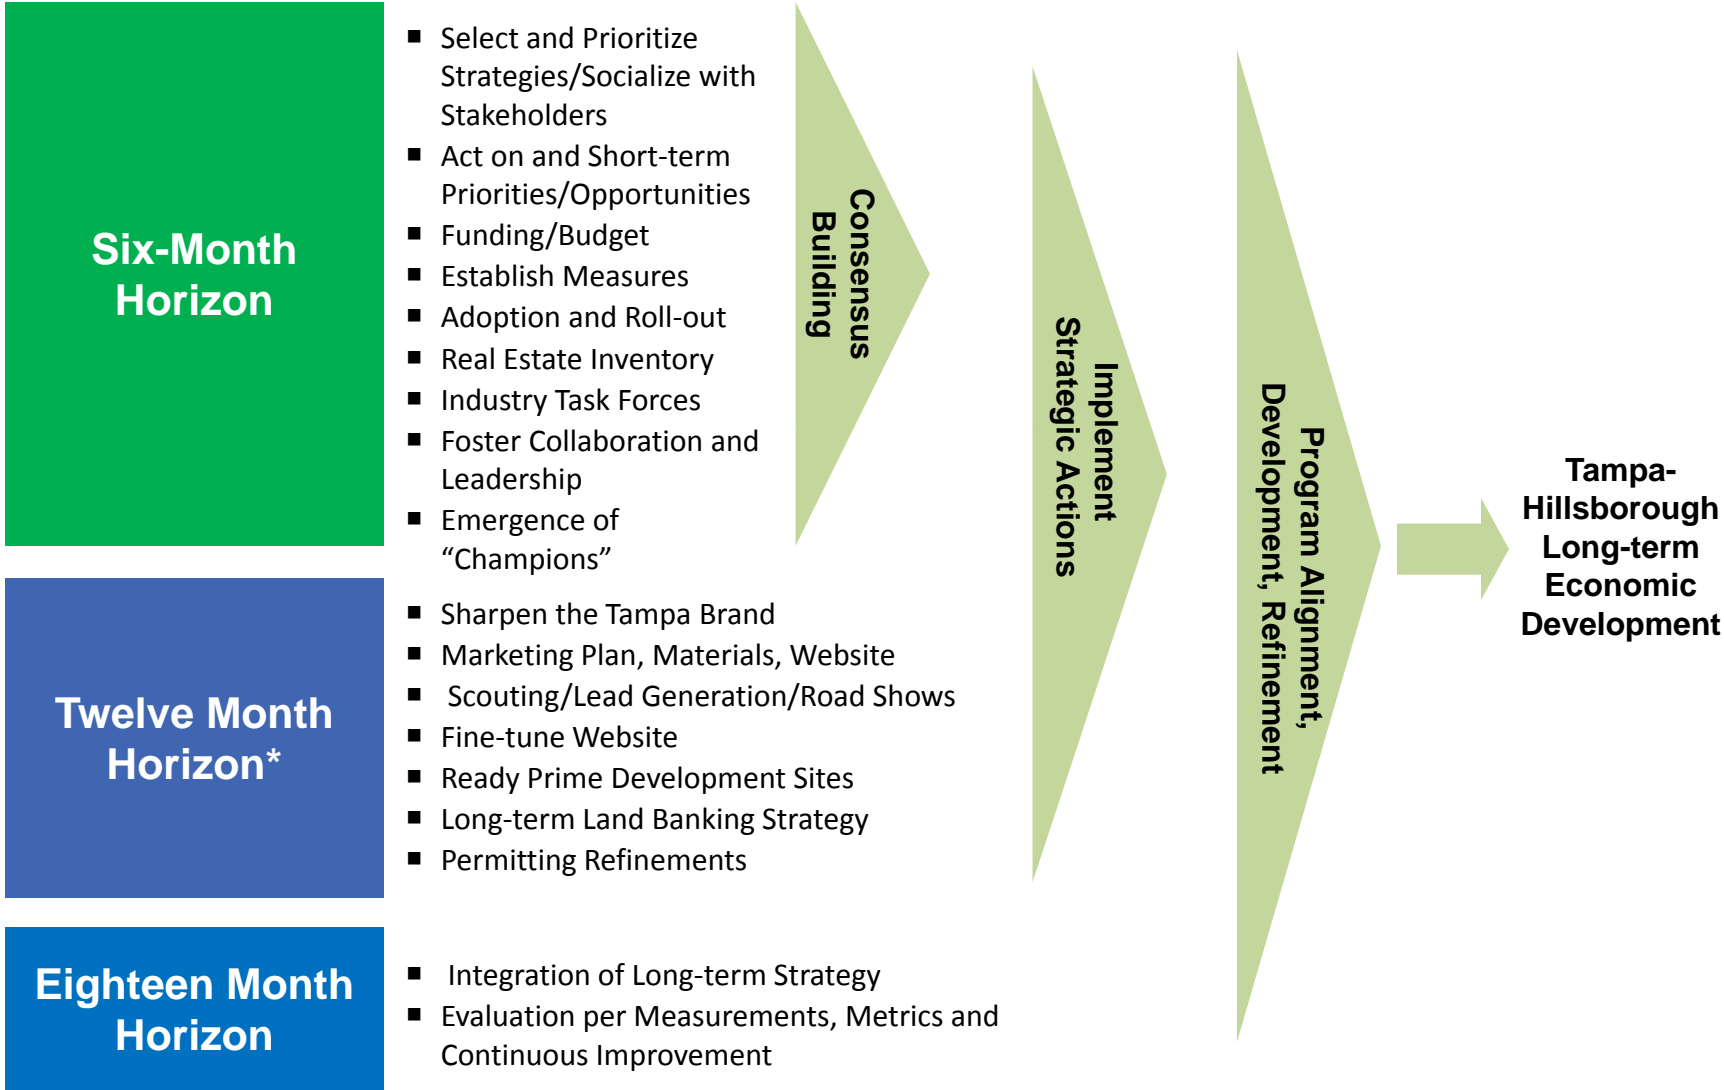 Six-Month
Horizon
■ Select and Prioritize
Strategies/Socialize with
Stakeholders
■ Act on and Short-term
Priorities/Opportunities
■ Funding/Budget
■ Establish Measures
■ Adoption and Roll-out
■ Real Estate Inventory
■ Industry Task Forces
■ Foster Collaboration and
Leadership
■ Emergence of
“Champions”
Twelve Month
Horizon*
■ Sharpen the Tampa Brand
■ Marketing Plan, Materials, Website
■ Scouting/Lead Generation/Road Shows
■ Fine-tune Website
■ Ready Prime Development Sites
■ Long-term Land Banking Strategy
■ Permitting Refinements
Eighteen Month
Horizon
■ Integration of Long-term Strategy
■ Evaluation per Measurements, Metrics and
Continuous Improvement
Consensus
Building
Implement
Strategic Actions
Program Alignment,
Development, Refinement
Tampa-
Hillsborough
Long-term
Economic
Development